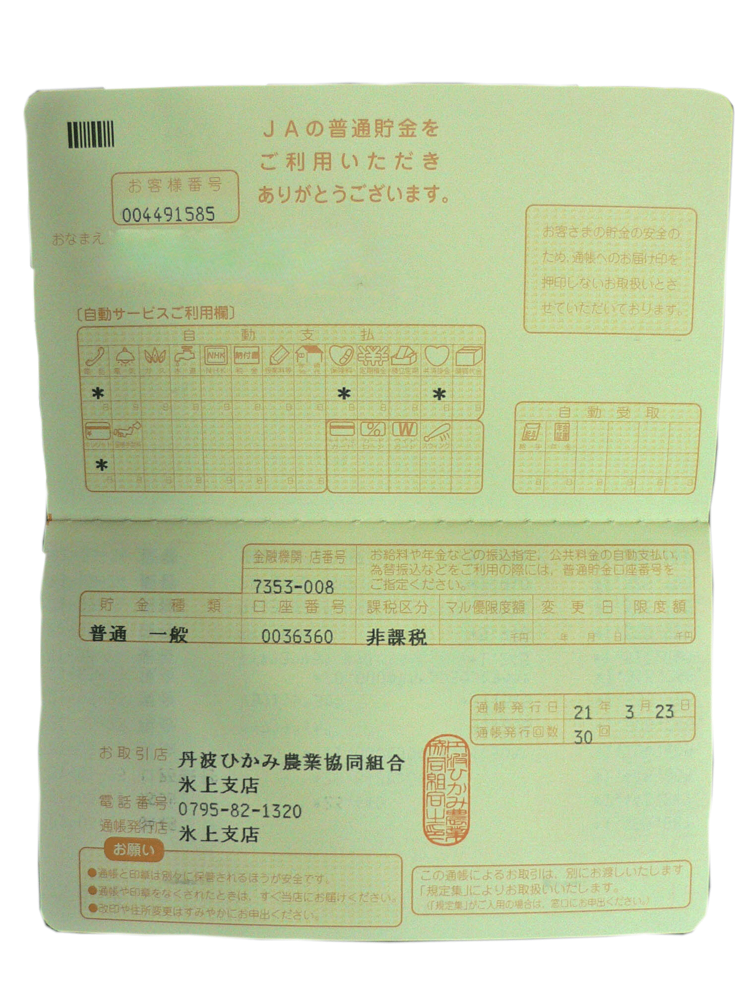 JAの普通貯金を
ご利用いただき
ありがとうございます。
お客様番号
004491585
おなまえ
お客さまの貯金の安全の
ため、通帳へのお届け印を
押印しないお取扱いとさ
せていただいております。
〔自動サービスご利用欄〕
自動支払
NHK 納付書
電話 電気 ガス 水道 NHK 税金 授業料等 保険料 定期積金 積立定期 共済掛金 購買代金
* * *
日 日 日 日 日 日 日 日 日 日 日 日 日
自動受取
W
給与 年金証書
クレジット カード カードローン ワイドカード スウィング
給与 年金
*
日 日 日 日 日 日 日 日
日 日 日 日 日 日
金融機関・店番号
7353-008
お給料や年金などの振込指定、公共料金の自動支払い、
為替振込などをご利用の際には、普通貯金口座番号を
ご指定ください。
貯金種類 口座番号 課税区分 マル優限度額 変更日 限度額
普通 一般 0036360 非課税 千円 年 月 日 千円
通帳発行日 21年 3月23日
通帳発行回数 30回
お取引店 丹波ひかみ農業協同組合
氷上支店
電話番号 0795-82-1320
通帳発行店 氷上支店
丹波ひかみ農業
協同組合之印
お願い
●通帳と印章は別々に保管されるほうが安全です。
●通帳や印章をなくされたときは、すぐ当店にお届けください。
●改印や住所変更はすみやかにお申出ください。
この通帳によるお取引は、別にお渡しいたします
「規定集」によりお取扱いいたします。
(「規定集」がご入用の場合は、窓口にお申出ください。)